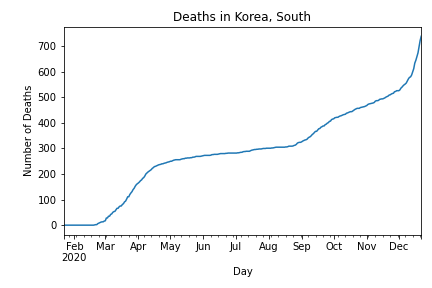 Deaths in Korea, South
700
600
500
400
300
200
100
0
Number of Deaths
Feb Mar Apr May Jun Jul Aug Sep Oct Nov Dec
2020
Day